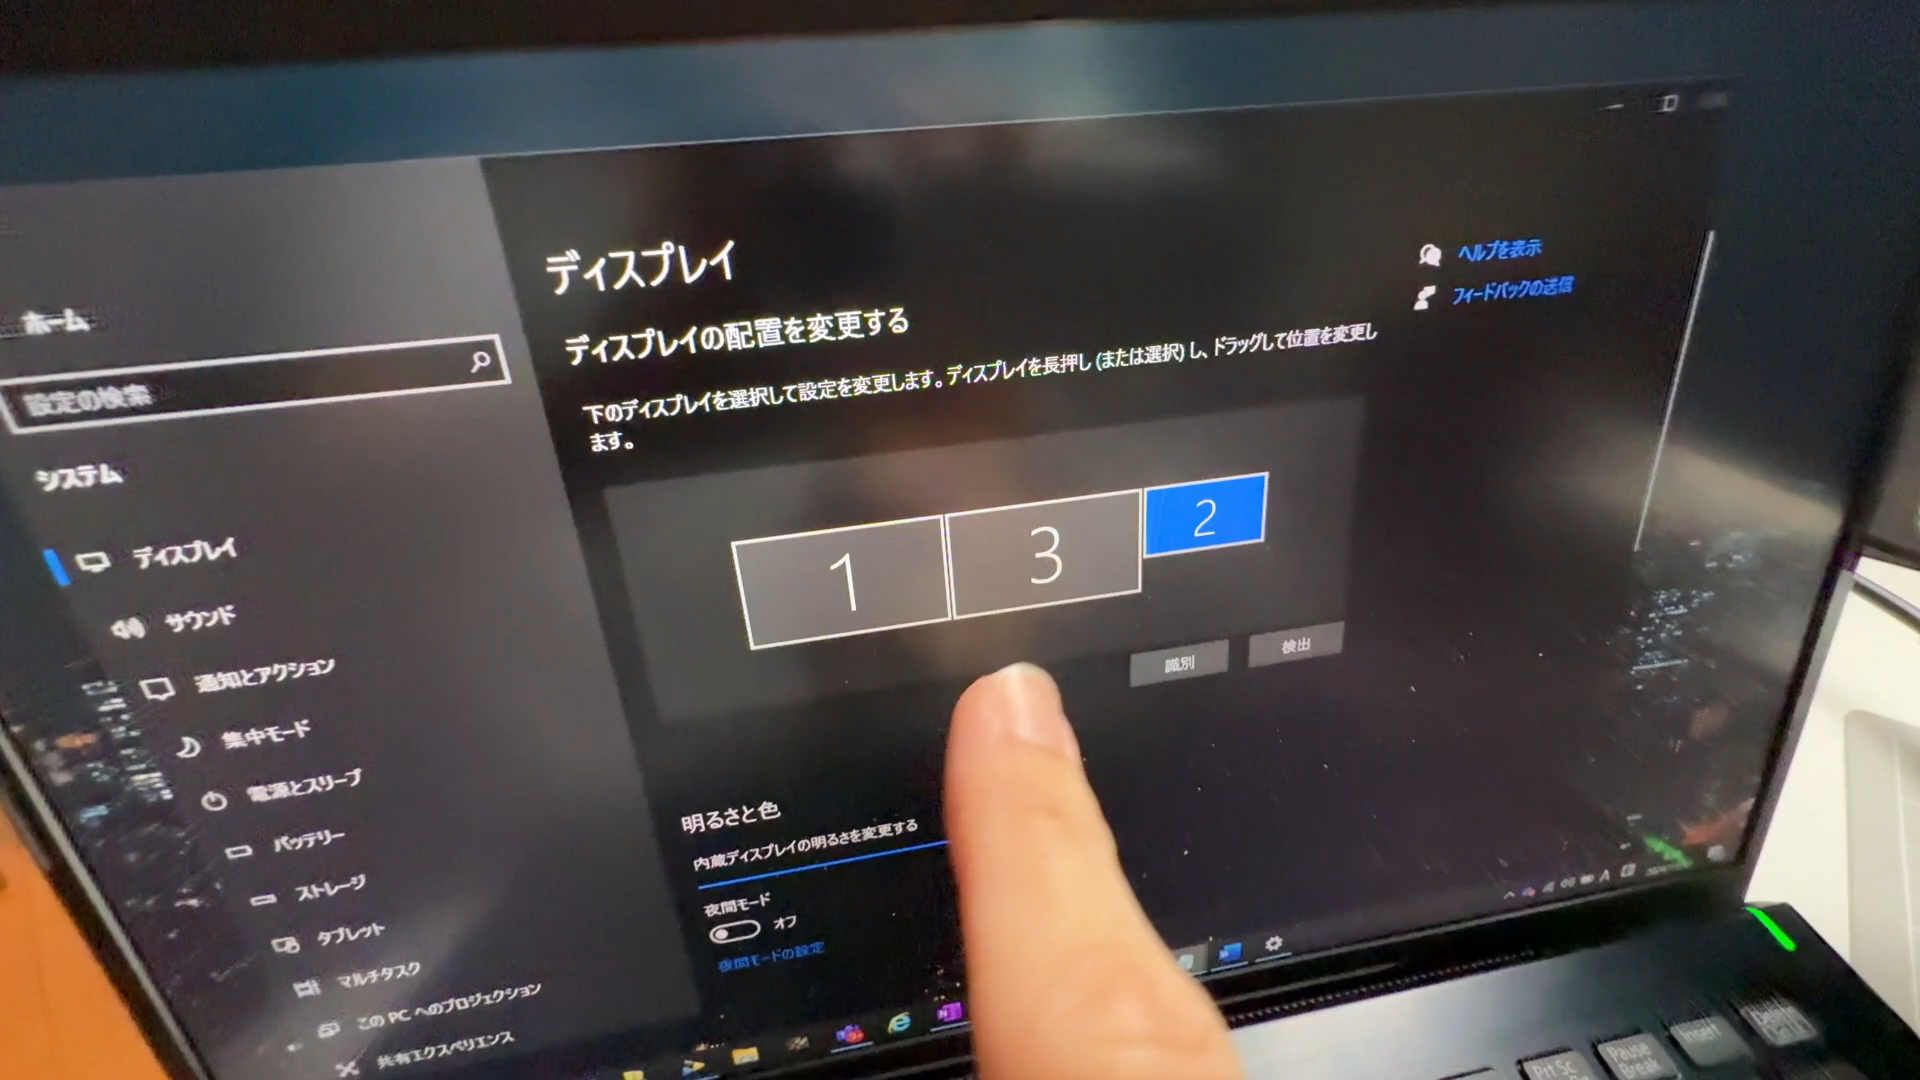 ホーム
設定の検索
システム
ディスプレイ
サウンド
通知とアクション
集中モード
電源とスリープ
バッテリー
ストレージ
タブレット
マルチタスク
この PC へのプロジェクション
共有エクスペリエンス
ディスプレイ
ディスプレイの配置を変更する
下のディスプレイを選択して設定を変更します。ディスプレイを長押し (または選択) し、ドラッグして位置を変更し
ます。
1
3
2
識別
検出
明るさと色
内蔵ディスプレイの明るさを変更する
夜間モード
オフ
夜間モードの設定
ヘルプを表示
フィードバックの送信
A
Prt Sc
Pause
Break
Insert
Delete